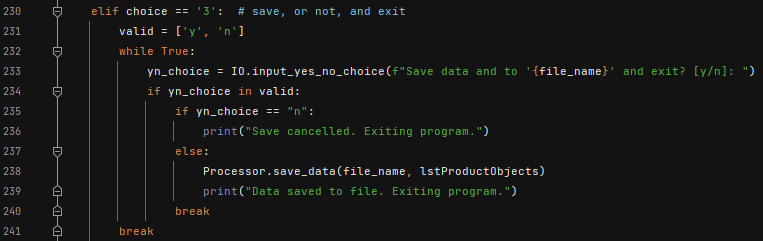 230 elif choice == '3':  # save, or not, and exit
231     valid = ['y', 'n']
232     while True:
233         yn_choice = IO.input_yes_no_choice(f"Save data and to '{file_name}' and exit? [y/n]: ")
234         if yn_choice in valid:
235             if yn_choice == "n":
236                 print("Save cancelled. Exiting program.")
237             else:
238                 Processor.save_data(file_name, lstProductObjects)
239                 print("Data saved to file. Exiting program.")
240             break
241     break